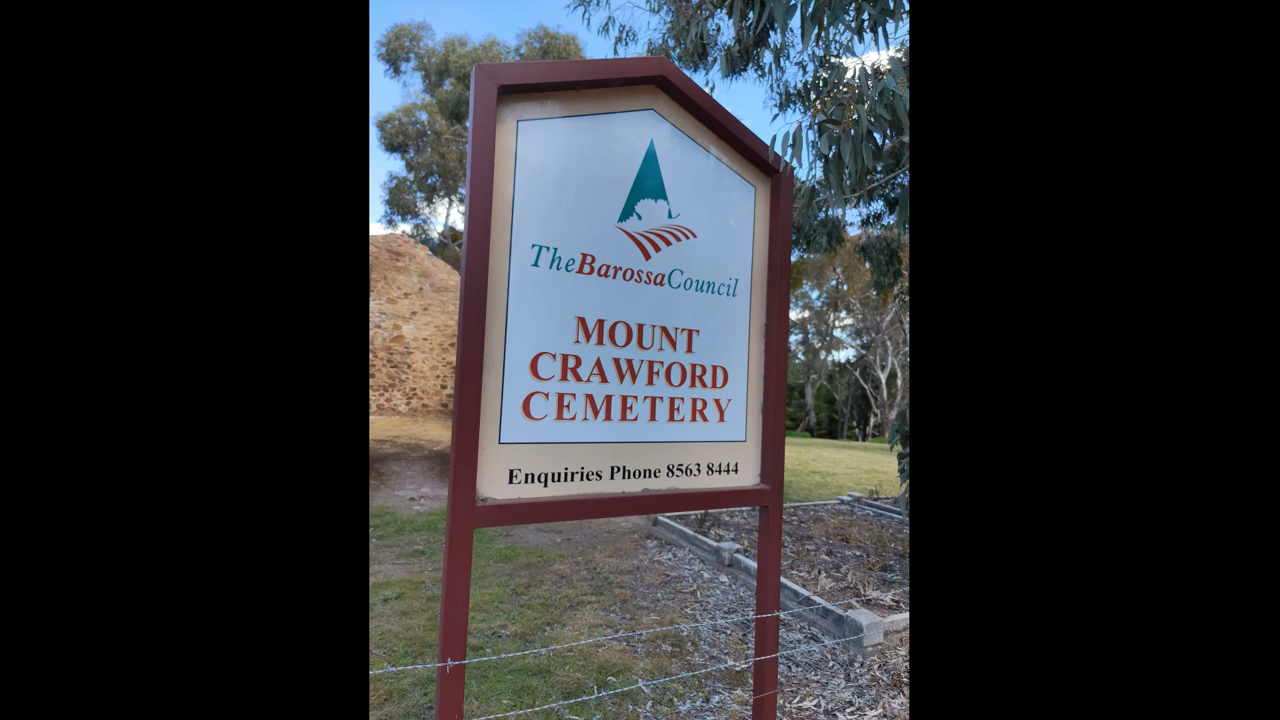 TheBarossaCouncil
MOUNT
CRAWFORD
CEMETERY
Enquiries Phone 8563 8444